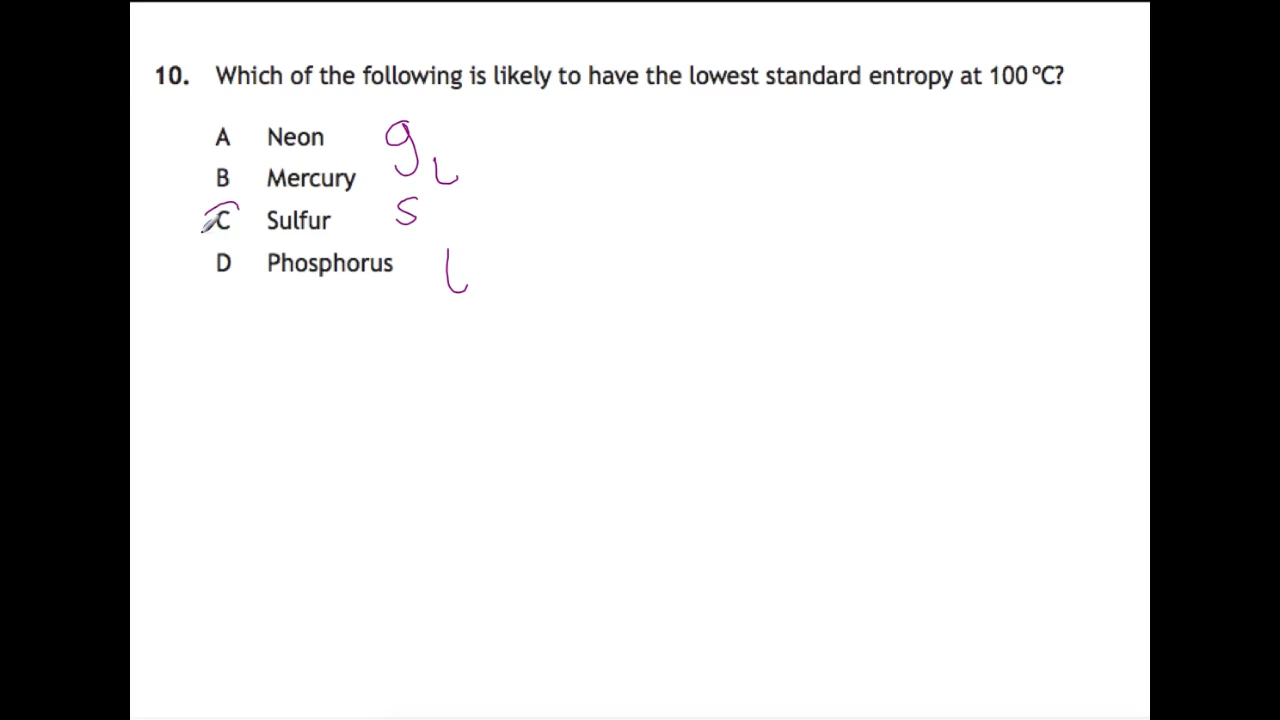 10. Which of the following is likely to have the lowest standard entropy at 100 ºC?
A Neon g
B Mercury L
C Sulfur s
D Phosphorus L